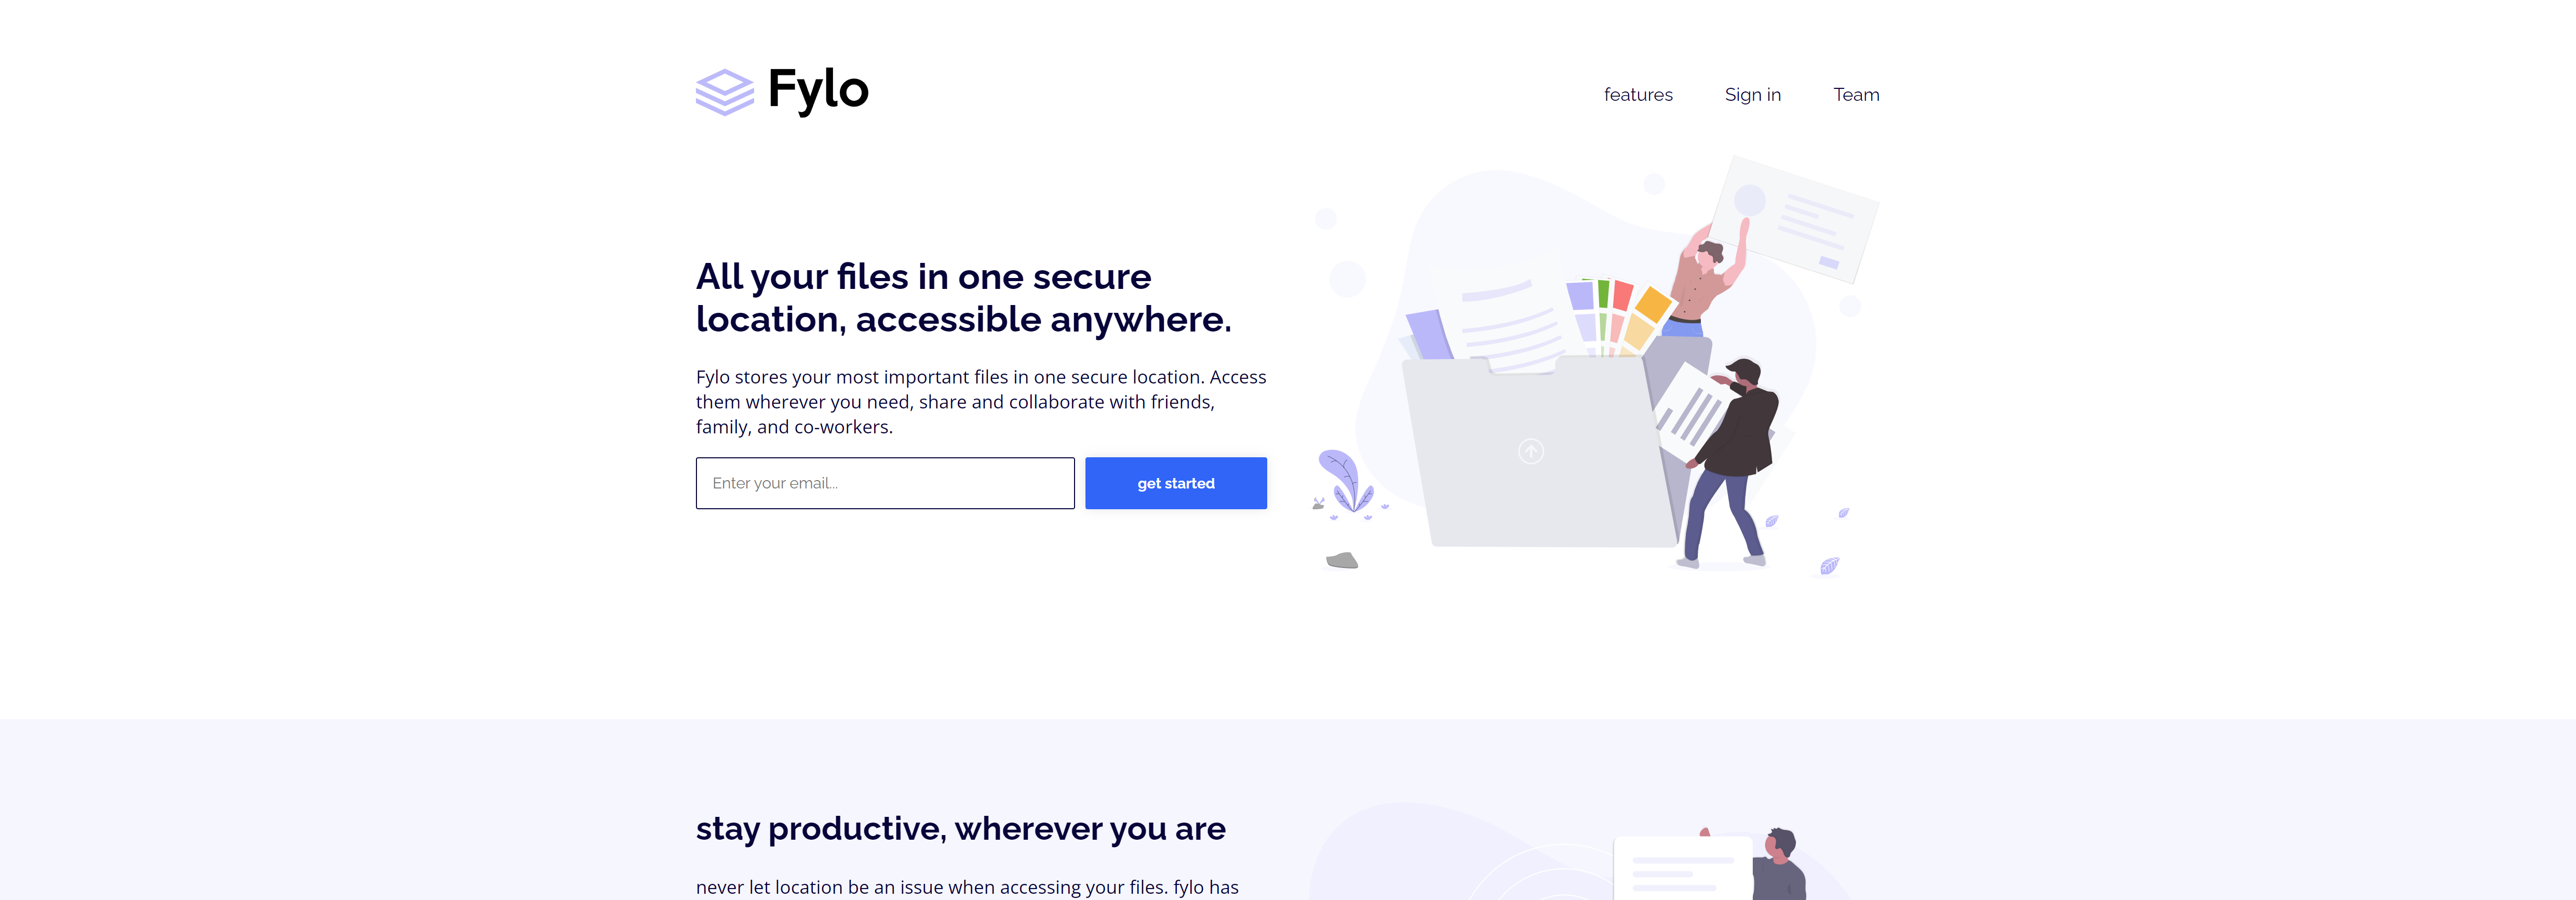 Fylo
features
Sign in
Team
All your files in one secure
location, accessible anywhere.
Fylo stores your most important files in one secure location. Access
them wherever you need, share and collaborate with friends,
family, and co-workers.
Enter your email...
get started
stay productive, wherever you are
never let location be an issue when accessing your files. fylo has